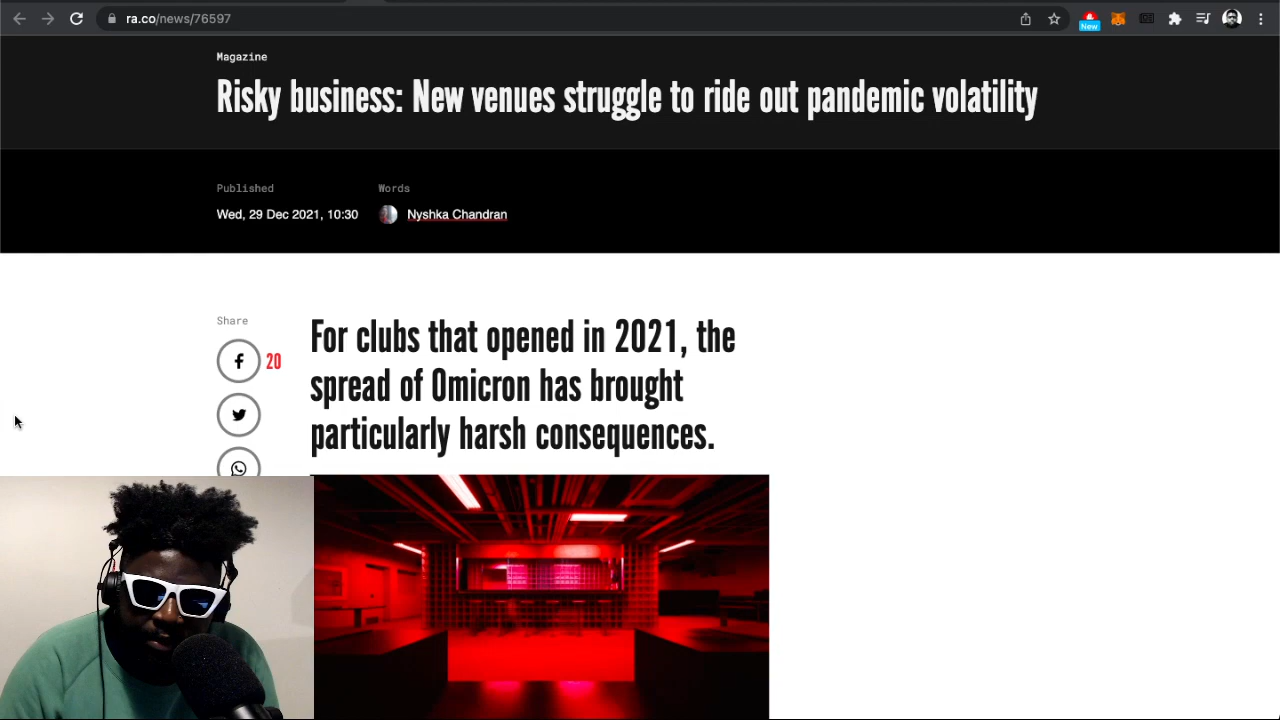 ra.co/news/76597
New
Magazine
Risky business: New venues struggle to ride out pandemic volatility
Published
Words
Wed, 29 Dec 2021, 10:30
Nyshka Chandran
Share
20
For clubs that opened in 2021, the
spread of Omicron has brought
particularly harsh consequences.